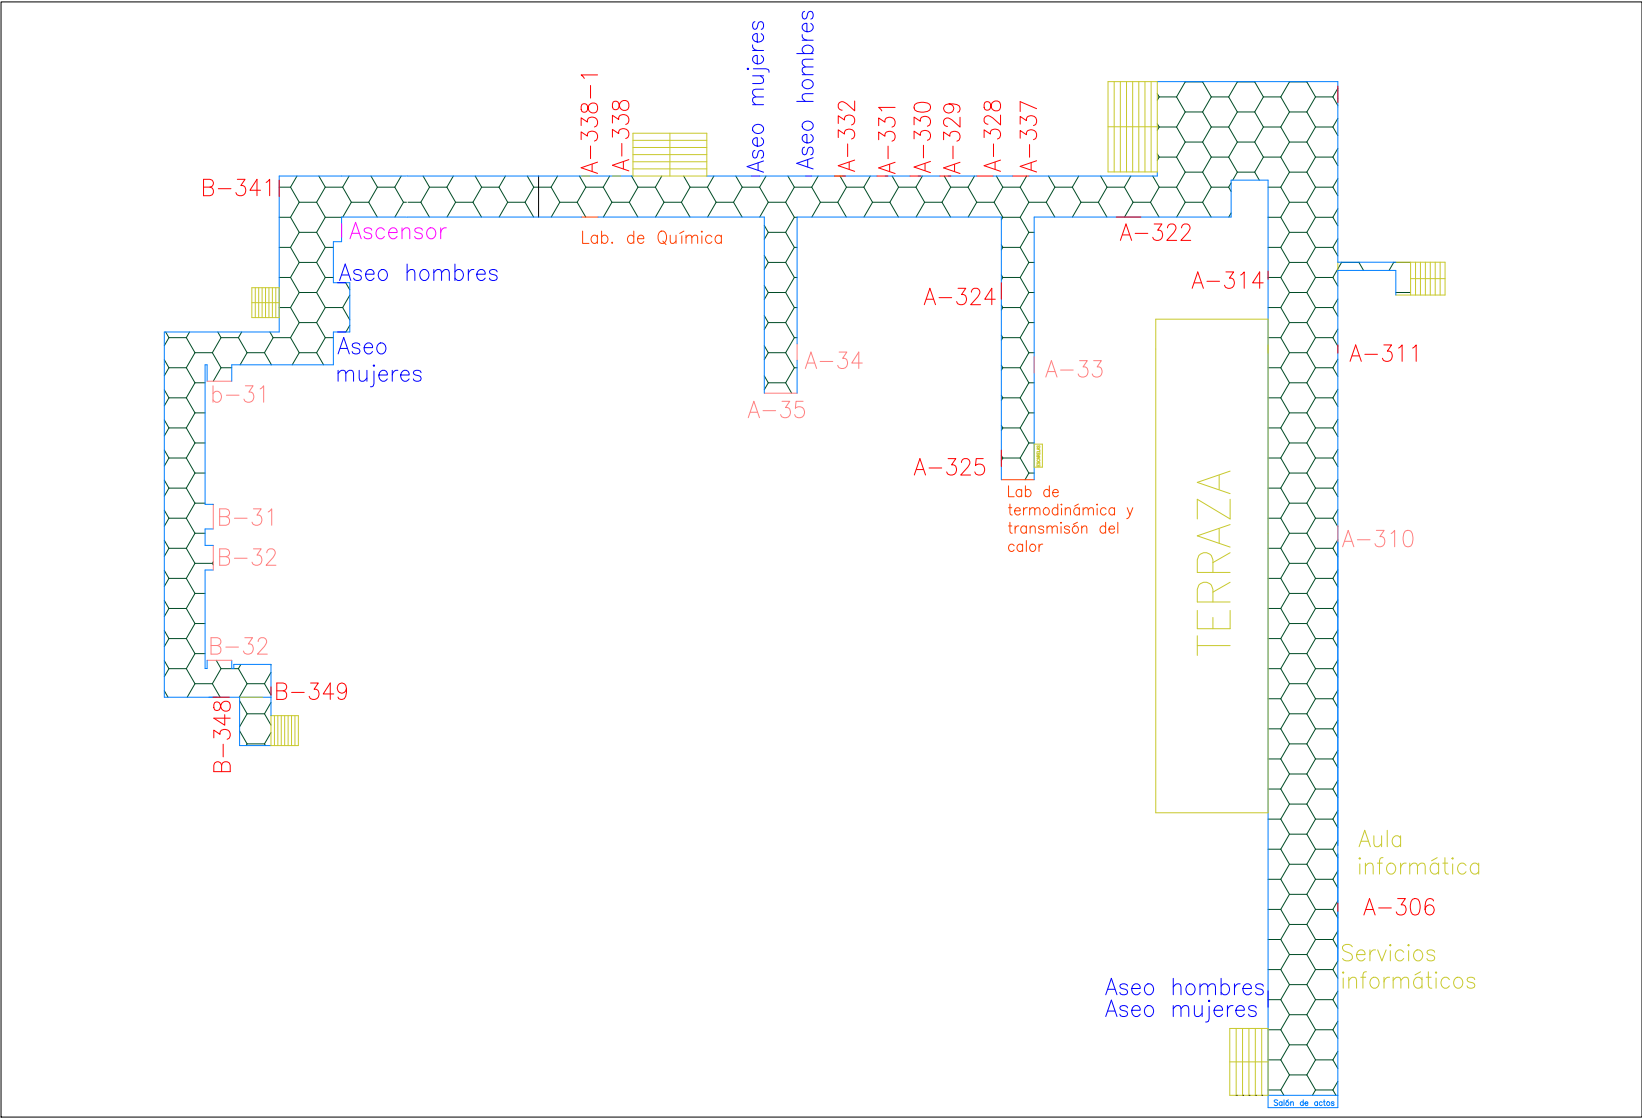 Aseo mujeres
Aseo hombres
A-338-1
A-338
A-332
A-331
A-330
A-329
A-328
A-337
B-341
Ascensor
Lab. de Química
A-322
Aseo hombres
A-314
A-324
Aseo
mujeres
A-34
A-33
A-311
b-31
A-35
A-325
Lab de
termodinámica y
transmisón del
calor
TERRAZA
A-310
B-31
B-32
B-32
B-349
B-348
Aula
informática
A-306
Servicios
informáticos
Aseo hombres
Aseo mujeres
Salón de actos